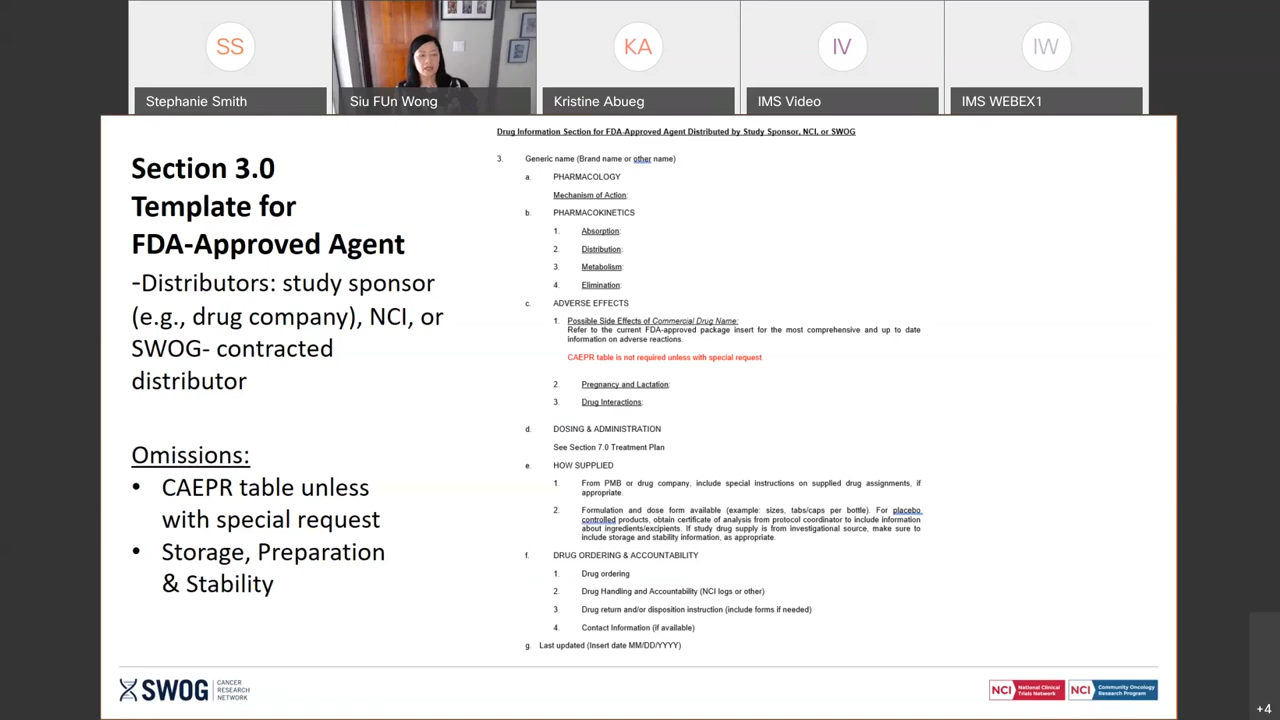 SS
KA
IV
IW
Stephanie Smith
Siu FUn Wong
Kristine Abueg
IMS Video
IMS WEBEX1
Section 3.0
Template for
FDA-Approved Agent
-Distributors: study sponsor
(e.g., drug company), NCI, or
SWOG- contracted
distributor
Omissions:
• CAEPR table unless
with special request
• Storage, Preparation
& Stability
Drug Information Section for FDA-Approved Agent Distributed by Study Sponsor, NCI, or SWOG
3. Generic name (Brand name or other name)
a. PHARMACOLOGY
Mechanism of Action:
b. PHARMACOKINETICS
1. Absorption:
2. Distribution:
3. Metabolism:
4. Elimination:
c. ADVERSE EFFECTS
1. Possible Side Effects of Commercial Drug Name:
Refer to the current FDA-approved package insert for the most comprehensive and up to date
information on adverse reactions.
CAEPR table is not required unless with special request
2. Pregnancy and Lactation:
3. Drug Interactions:
d. DOSING & ADMINISTRATION
See Section 7.0 Treatment Plan
e. HOW SUPPLIED
1. From PMB or drug company, include special instructions on supplied drug assignments, if
appropriate.
2. Formulation and dose form available (example: sizes, tabs/caps per bottle). For placebo
controlled products, obtain certificate of analysis from protocol coordinator to include information
about ingredients/excipients. If study drug supply is from investigational source, make sure to
include storage and stability information, as appropriate.
f. DRUG ORDERING & ACCOUNTABILITY
1. Drug ordering
2. Drug Handling and Accountability (NCI logs or other)
3. Drug return and/or disposition instruction (include forms if needed)
4. Contact Information (if available)
g. Last updated (Insert date MM/DD/YYYY)
SWOG
CANCER
RESEARCH
NETWORK
NCI National Clinical
Trials Network
NCI Community Oncology
Research Program
+4